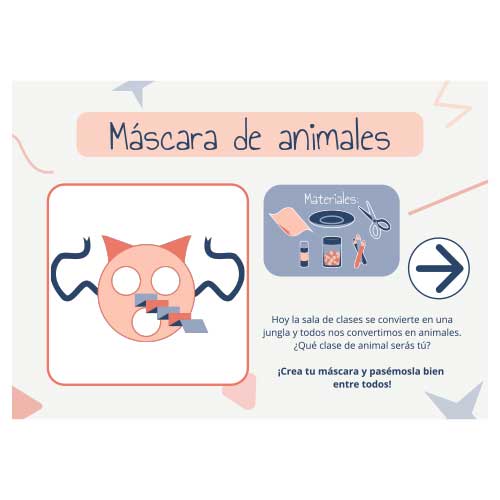 Máscara de animales
Materiales:
Hoy la sala de clases se convierte en una
jungla y todos nos convertimos en animales.
¿Qué clase de animal serás tú?
¡Crea tu máscara y pasémosla bien
entre todos!